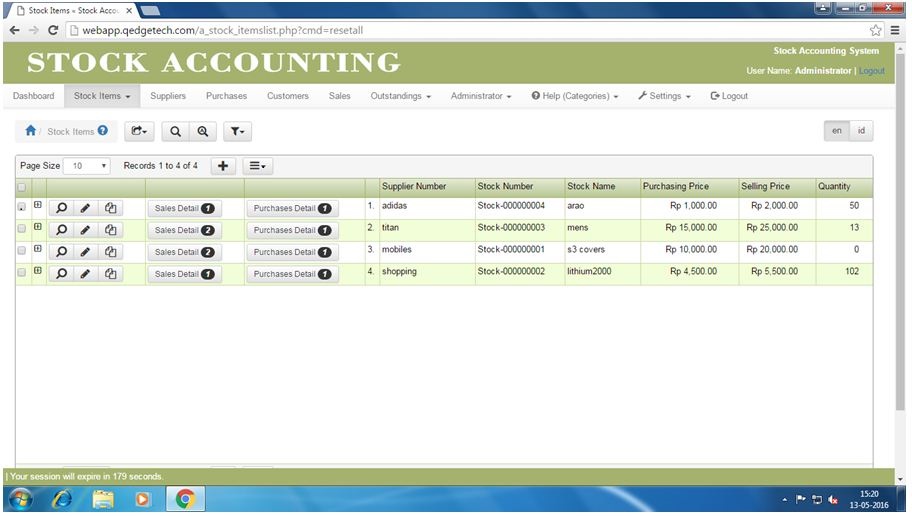 Stock Items « Stock Accou
webapp.qedgetech.com/a_stock_itemslist.php?cmd=resetall
STOCK ACCOUNTING
Stock Accounting System
User Name: Administrator | Logout
Dashboard Stock Items Suppliers Purchases Customers Sales Outstandings Administrator Help (Categories) Settings Logout
/ Stock Items
en id
Page Size 10 Records 1 to 4 of 4
Supplier Number Stock Number Stock Name Purchasing Price Selling Price Quantity
Sales Detail 1 Purchases Detail 1 1. adidas Stock-000000004 arao Rp 1,000.00 Rp 2,000.00 50
Sales Detail 2 Purchases Detail 1 2. titan Stock-000000003 mens Rp 15,000.00 Rp 25,000.00 13
Sales Detail 2 Purchases Detail 1 3. mobiles Stock-000000001 s3 covers Rp 10,000.00 Rp 20,000.00 0
Sales Detail 1 Purchases Detail 1 4. shopping Stock-000000002 lithium2000 Rp 4,500.00 Rp 5,500.00 102
| Your session will expire in 179 seconds.
15:20
13-05-2016